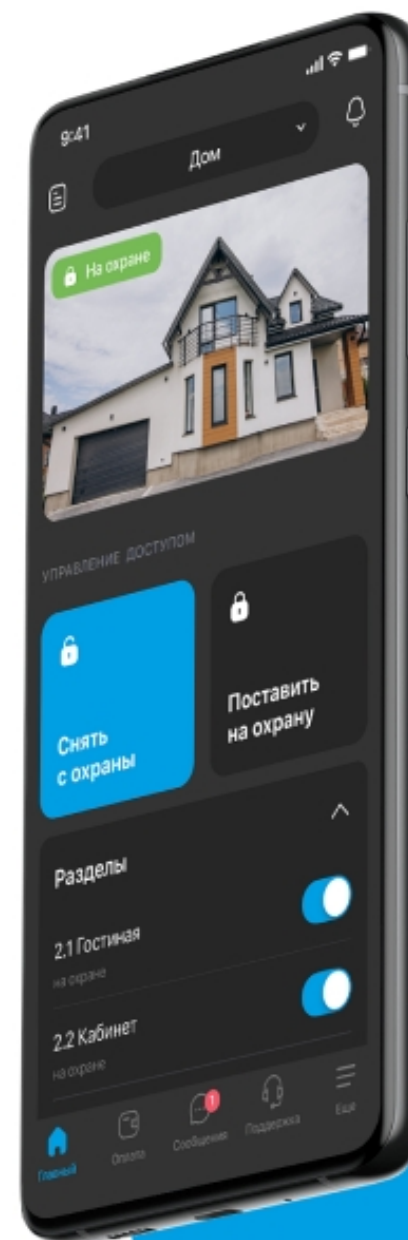 9:41
Дом
На охране
УПРАВЛЕНИЕ ДОСТУПОМ
Снять
с охраны
Поставить
на охрану
Разделы
2.1 Гостиная
на охране
2.2 Кабинет
на охране
Главный
Оплата
Сообщения
1
Поддержка
Еще